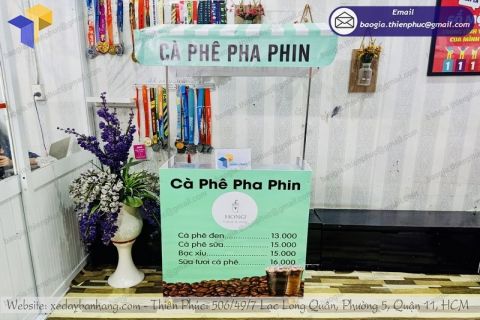 Email:
baogia.thienphuc@gmail.com
CÀ PHÊ PHA PHIN
Cà Phê Pha Phin
HONGI
Cà phê đen..................13.000
Cà phê sữa..................15.000
Bạc xỉu.........................15.000
Sữa tươi cà phê............16.000
Website: xedaybanhang.com - Thiên Phúc: 506/49/7 Lạc Long Quân, Phường 5, Quận 11, HCM